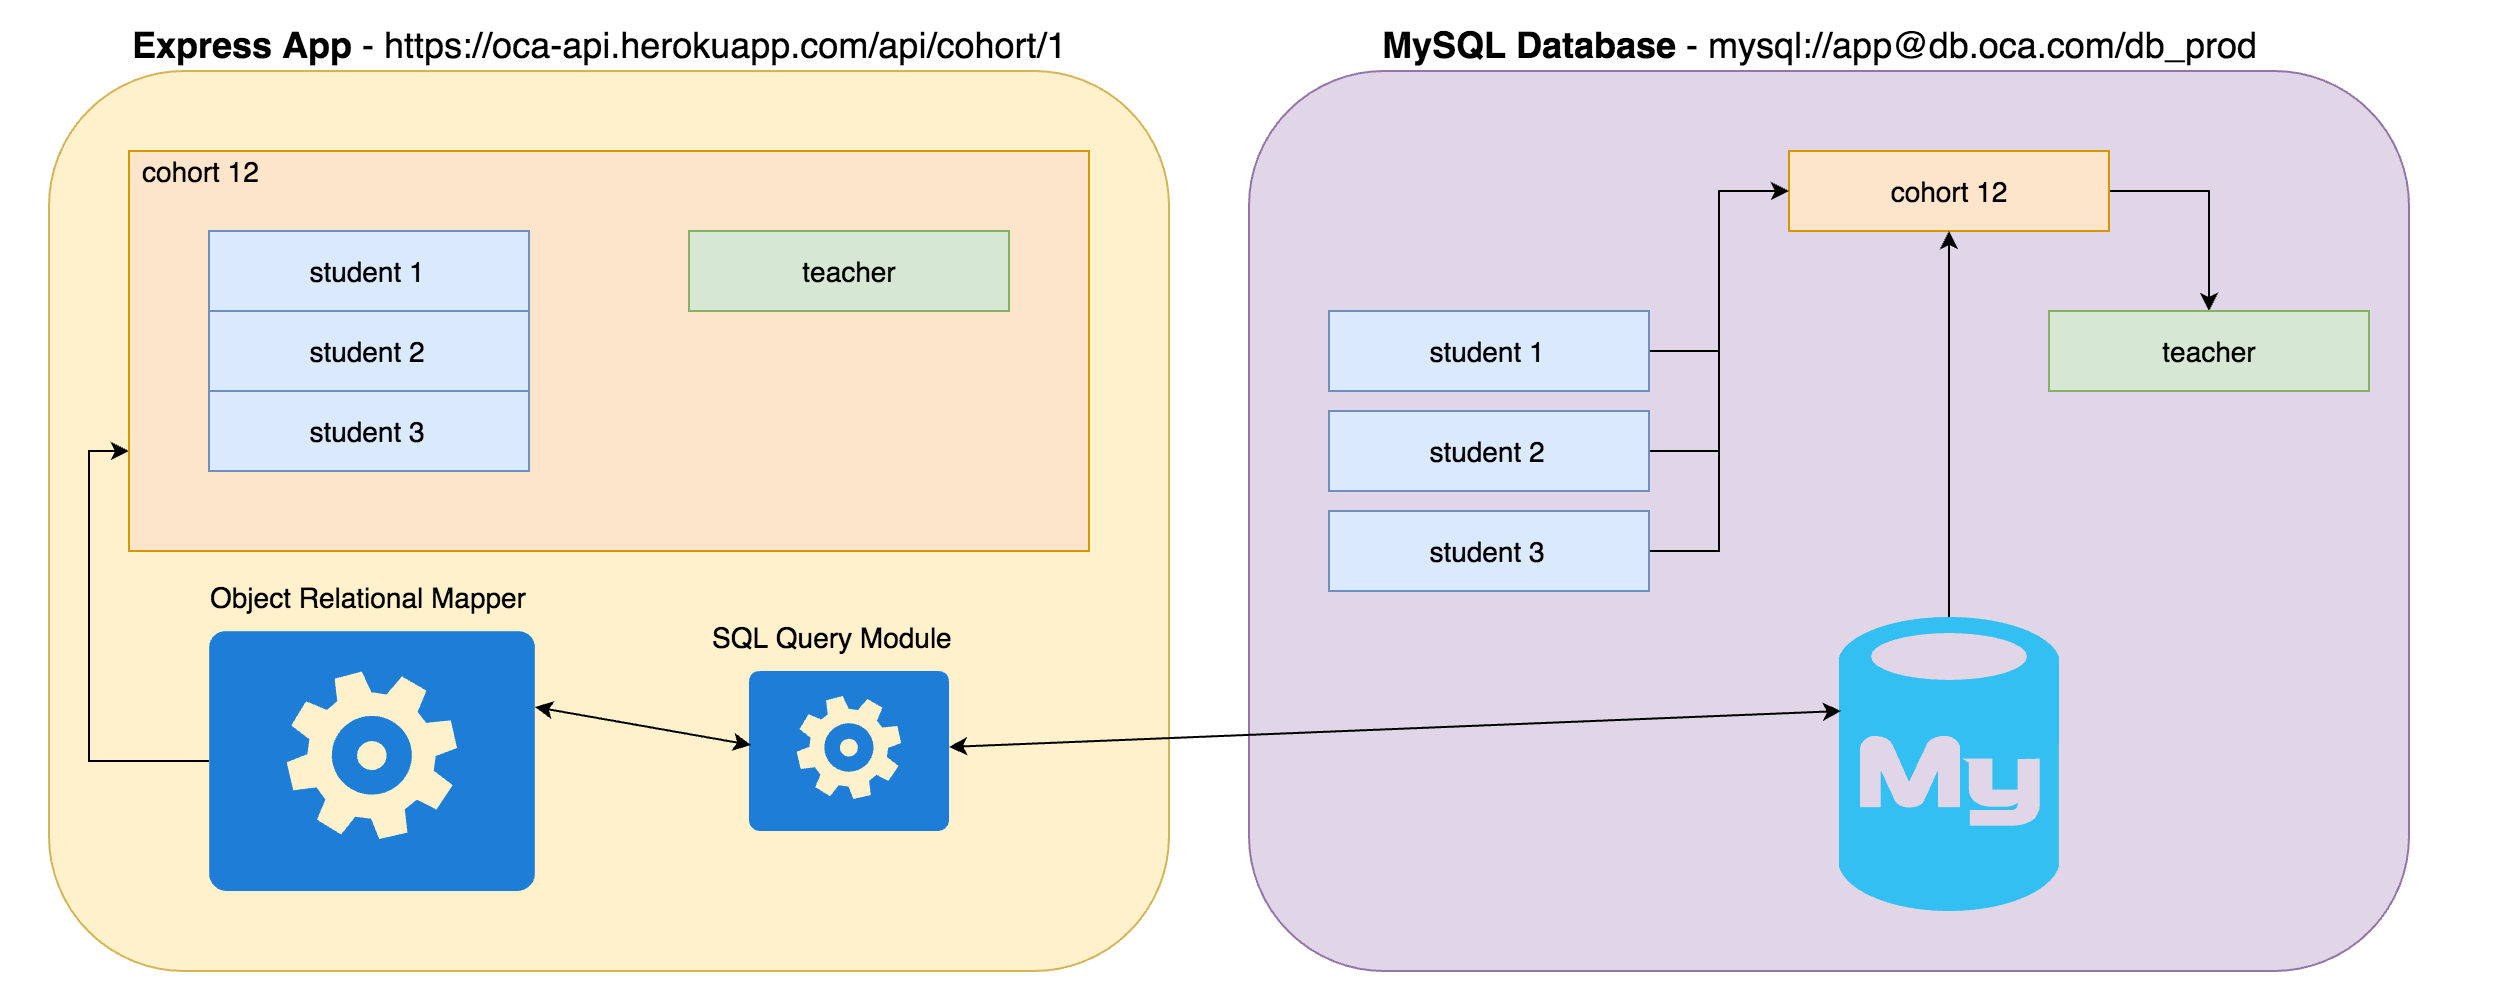 Express App - https://oca-api.herokuapp.com/api/cohort/1
cohort 12
student 1
teacher
student 2
student 3
Object Relational Mapper
SQL Query Module
MySQL Database - mysql://app@db.oca.com/db_prod
cohort 12
student 1
teacher
student 2
student 3
My